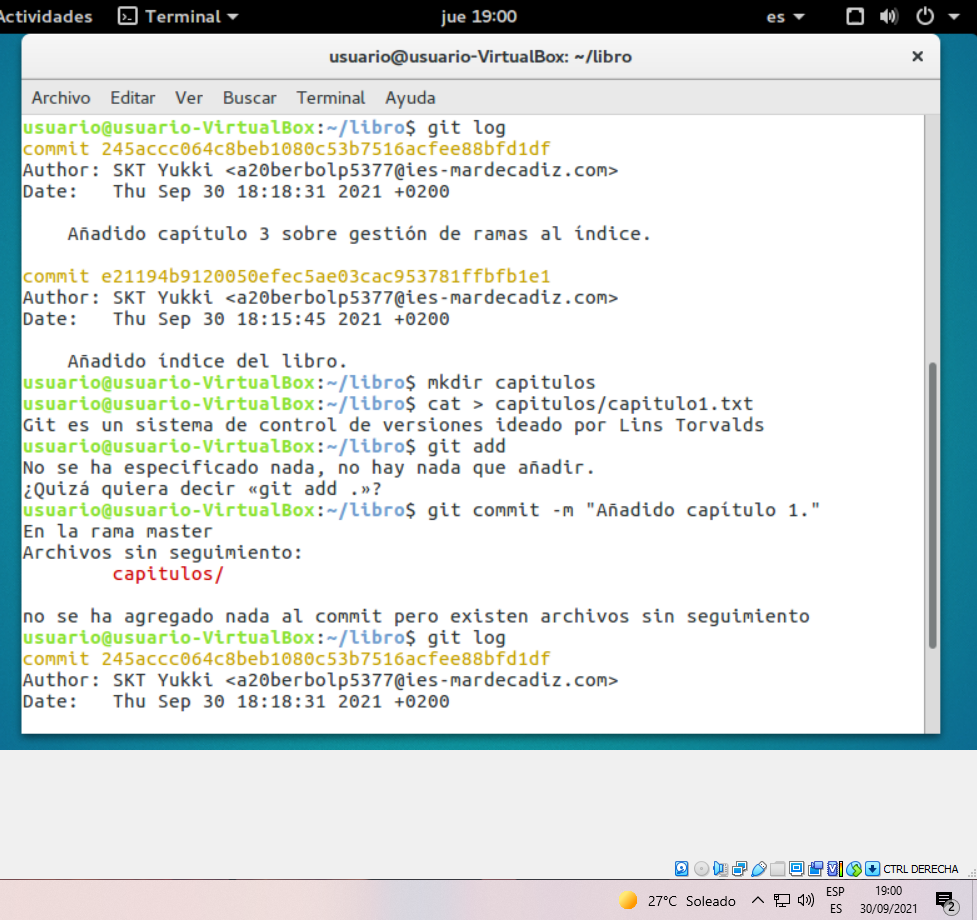 Actividades Terminal jue 19:00 es
usuario@usuario-VirtualBox: ~/libro
Archivo Editar Ver Buscar Terminal Ayuda
usuario@usuario-VirtualBox:~/libro$ git log
commit 245accc064c8beb1080c53b7516acfee88bfd1df
Author: SKT Yukki <a20berbolp5377@ies-mardecadiz.com>
Date:   Thu Sep 30 18:18:31 2021 +0200
    Añadido capítulo 3 sobre gestión de ramas al índice.
commit e21194b9120050efec5ae03cac953781ffbfb1e1
Author: SKT Yukki <a20berbolp5377@ies-mardecadiz.com>
Date:   Thu Sep 30 18:15:45 2021 +0200
    Añadido índice del libro.
usuario@usuario-VirtualBox:~/libro$ mkdir capitulos
usuario@usuario-VirtualBox:~/libro$ cat > capitulos/capitulo1.txt
Git es un sistema de control de versiones ideado por Lins Torvalds
usuario@usuario-VirtualBox:~/libro$ git add
No se ha especificado nada, no hay nada que añadir.
¿Quizá quiera decir «git add .»?
usuario@usuario-VirtualBox:~/libro$ git commit -m "Añadido capítulo 1."
En la rama master
Archivos sin seguimiento:
        capitulos/
no se ha agregado nada al commit pero existen archivos sin seguimiento
usuario@usuario-VirtualBox:~/libro$ git log
commit 245accc064c8beb1080c53b7516acfee88bfd1df
Author: SKT Yukki <a20berbolp5377@ies-mardecadiz.com>
Date:   Thu Sep 30 18:18:31 2021 +0200
CTRL DERECHA
27°C Soleado ESP 19:00
ES 30/09/2021 2